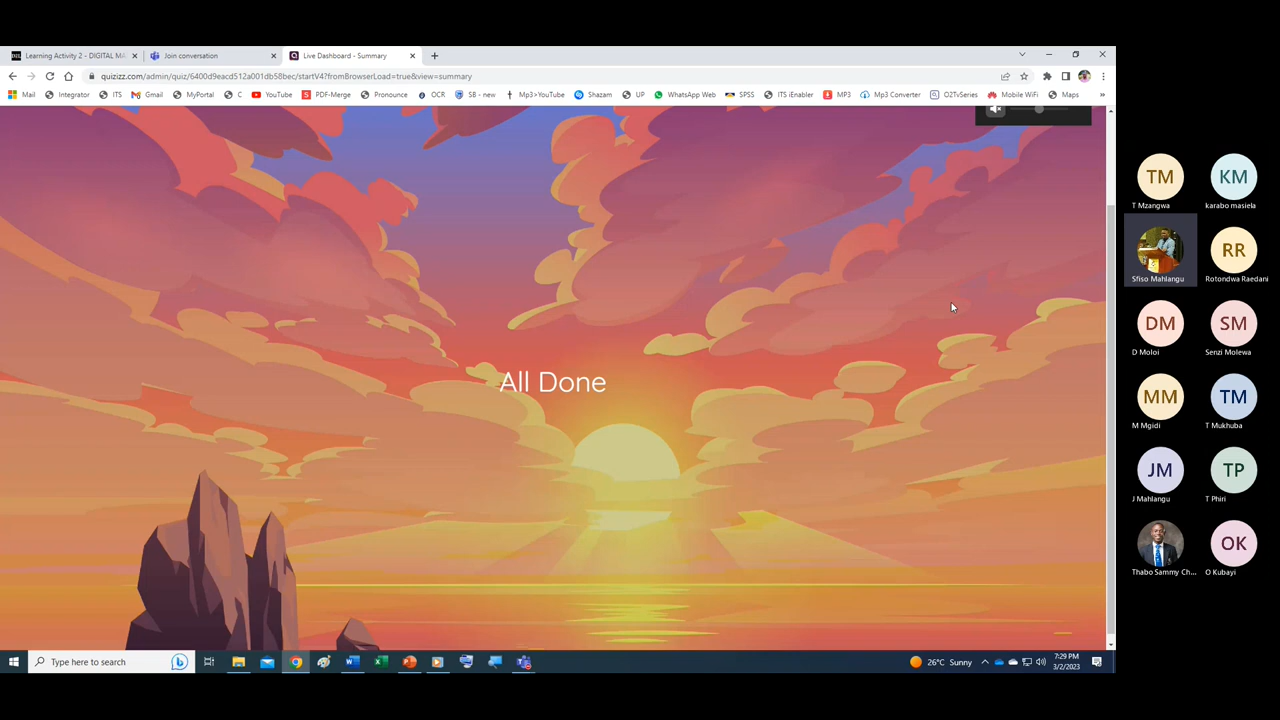 Learning Activity 2 - DIGITAL MA
Join conversation
Live Dashboard - Summary
quizizz.com/admin/quiz/6400d9eacd512a001db58bec/startV4?fromBrowserLoad=true&view=summary
Mail
Integrator
ITS
Gmail
MyPortal
C
YouTube
PDF-Merge
Pronounce
OCR
SB - new
Mp3>YouTube
Shazam
UP
WhatsApp Web
SPSS
ITS iEnabler
MP3
Mp3 Converter
O2TvSeries
Mobile WiFi
Maps
»
All Done
TM
T Mzangwa
KM
karabo masiela
Sfiso Mahlangu
RR
Rotondwa Raedani
DM
D Moloi
SM
Senzi Molewa
MM
M Mgidi
TM
T Mukhuba
JM
J Mahlangu
TP
T Phiri
Thabo Sammy Ch...
OK
O Kubayi
Type here to search
26°C Sunny
7:29 PM
3/2/2023